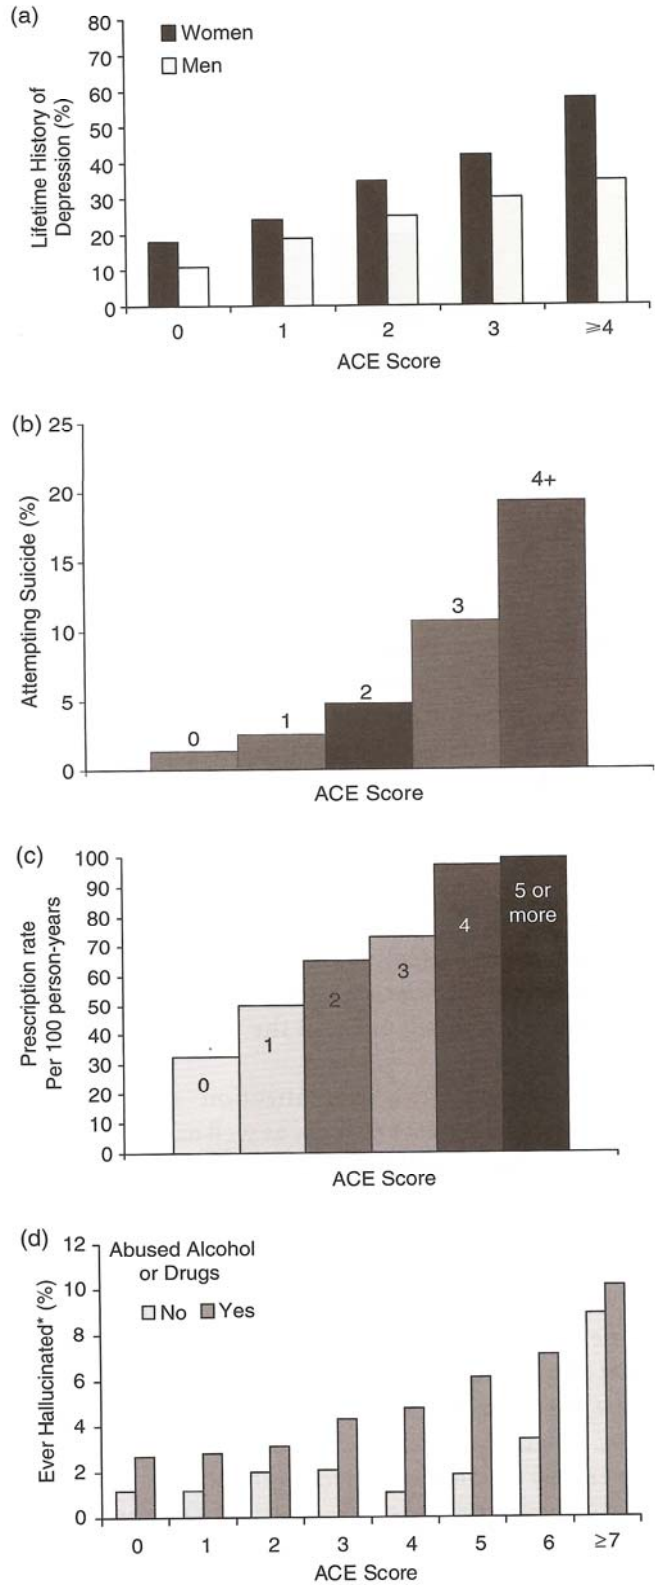 (a)
80
70
60
50
40
30
20
10
0
Lifetime History of
Depression (%)
Women
Men
0 1 2 3 ≥4
ACE Score
(b)
25
20
15
10
5
0
Attempting Suicide (%)
0
1
2
3
4+
ACE Score
(c)
100
90
80
70
60
50
40
30
20
10
0
Prescription rate
Per 100 person-years
0
1
2
3
4
5 or
more
ACE Score
(d)
12
10
8
6
4
2
0
Ever Hallucinated* (%)
Abused Alcohol
or Drugs
No Yes
0 1 2 3 4 5 6 ≥7
ACE Score